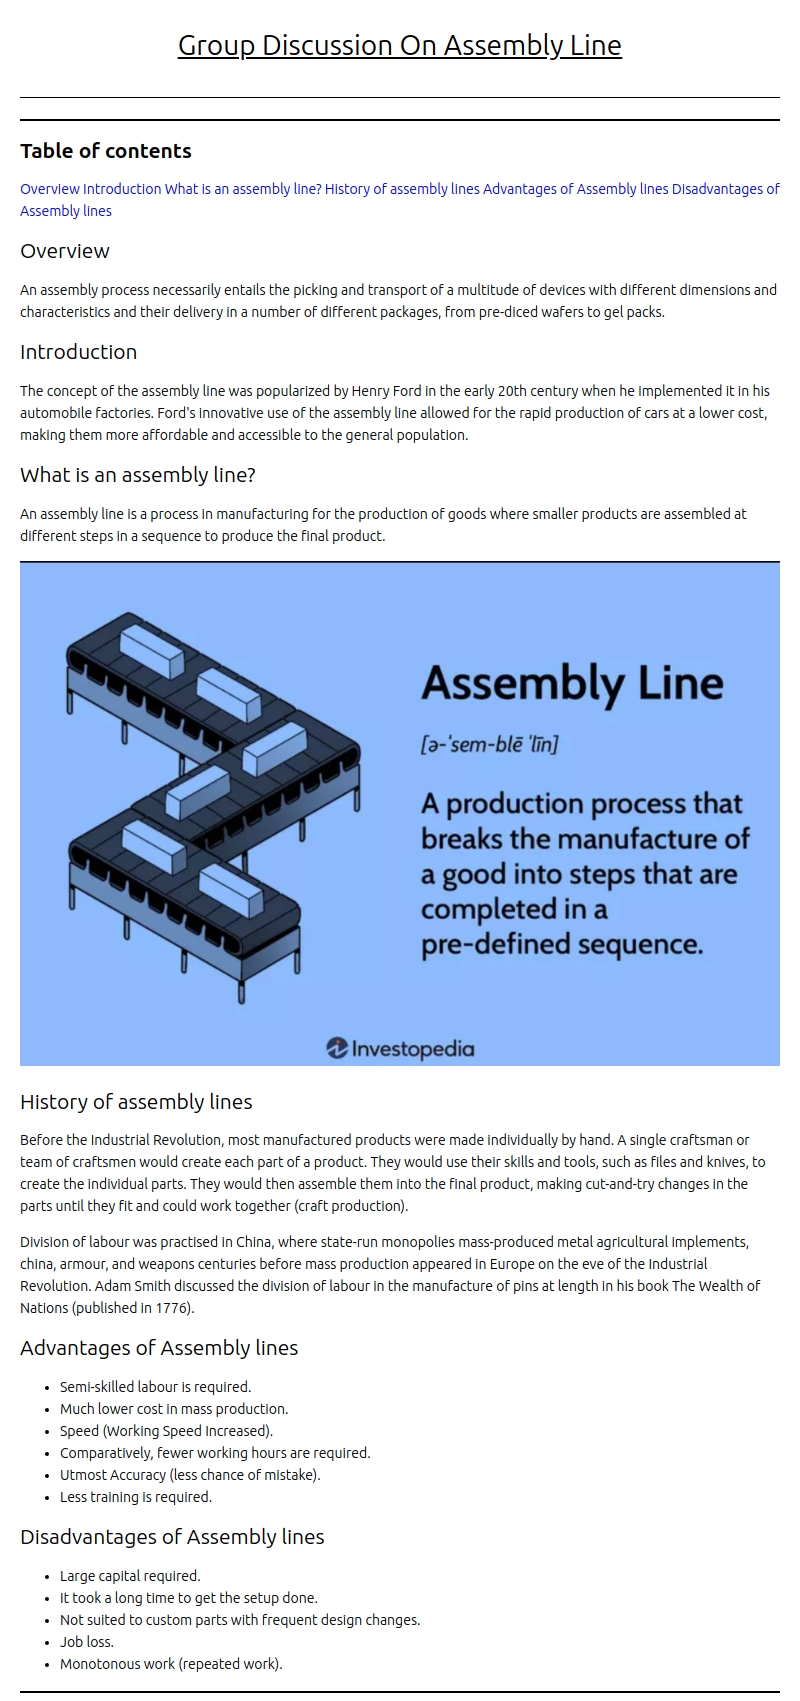 Group Discussion On Assembly Line
Table of contents
Overview Introduction What is an assembly line? History of assembly lines Advantages of Assembly lines Disadvantages of
Assembly lines
Overview
An assembly process necessarily entails the picking and transport of a multitude of devices with different dimensions and
characteristics and their delivery in a number of different packages, from pre-diced wafers to gel packs.
Introduction
The concept of the assembly line was popularized by Henry Ford in the early 20th century when he implemented it in his
automobile factories. Ford's innovative use of the assembly line allowed for the rapid production of cars at a lower cost,
making them more affordable and accessible to the general population.
What is an assembly line?
An assembly line is a process in manufacturing for the production of goods where smaller products are assembled at
different steps in a sequence to produce the final product.
Assembly Line
[ə-ˈsem-blē ˈlīn]
A production process that
breaks the manufacture of
a good into steps that are
completed in a
pre-defined sequence.
Investopedia
History of assembly lines
Before the Industrial Revolution, most manufactured products were made individually by hand. A single craftsman or
team of craftsmen would create each part of a product. They would use their skills and tools, such as files and knives, to
create the individual parts. They would then assemble them into the final product, making cut-and-try changes in the
parts until they fit and could work together (craft production).
Division of labour was practised in China, where state-run monopolies mass-produced metal agricultural implements,
china, armour, and weapons centuries before mass production appeared in Europe on the eve of the Industrial
Revolution. Adam Smith discussed the division of labour in the manufacture of pins at length in his book The Wealth of
Nations (published in 1776).
Advantages of Assembly lines
• Semi-skilled labour is required.
• Much lower cost in mass production.
• Speed (Working Speed Increased).
• Comparatively, fewer working hours are required.
• Utmost Accuracy (less chance of mistake).
• Less training is required.
Disadvantages of Assembly lines
• Large capital required.
• It took a long time to get the setup done.
• Not suited to custom parts with frequent design changes.
• Job loss.
• Monotonous work (repeated work).